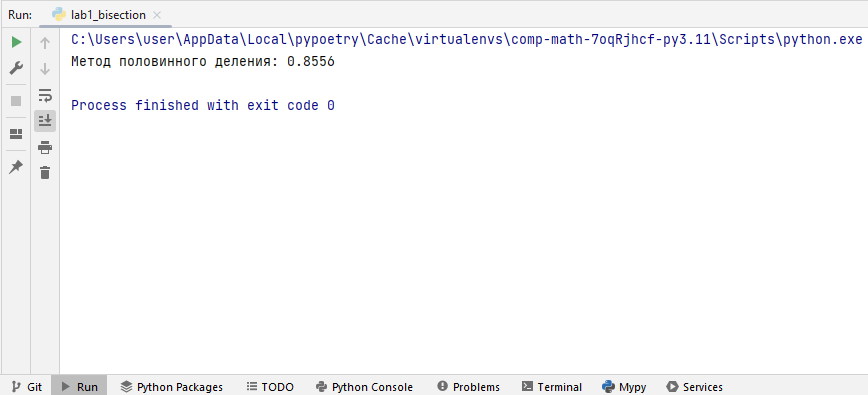 Run: lab1_bisection
C:\Users\user\AppData\Local\pypoetry\Cache\virtualenvs\comp-math-7oqRjhcf-py3.11\Scripts\python.exe
Метод половинного деления: 0.8556
Process finished with exit code 0
Git Run Python Packages TODO Python Console Problems Terminal Mypy Services